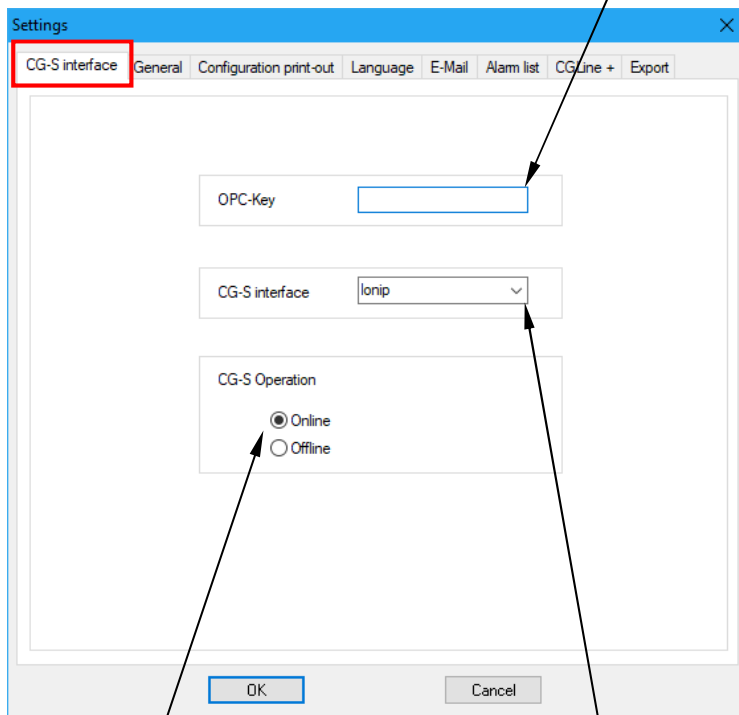 Settings
CG-S interface General Configuration print-out Language E-Mail Alarm list CGLine + Export
OPC-Key
CG-S interface lonip
CG-S Operation
Online
Offline
OK Cancel